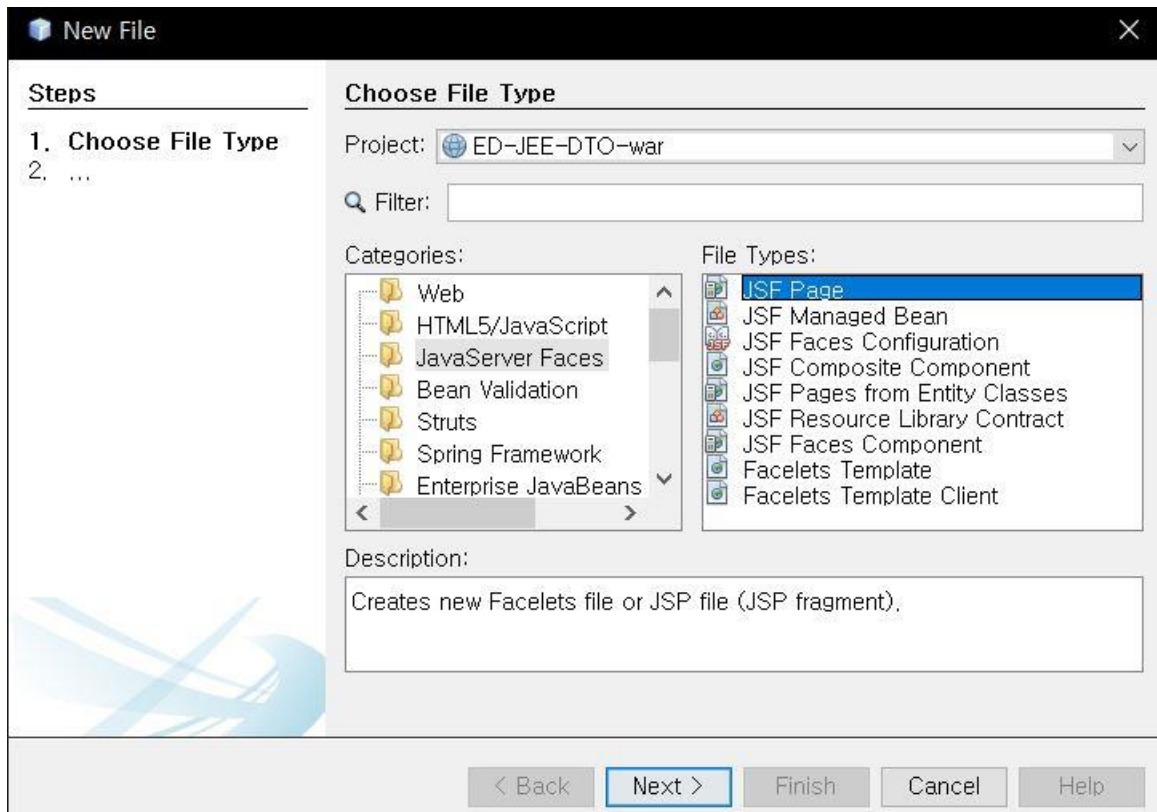 New File
Steps
1. Choose File Type
2. ...
Choose File Type
Project: ED-JEE-DTO-war
Filter:
Categories:
Web
HTML5/JavaScript
JavaServer Faces
Bean Validation
Struts
Spring Framework
Enterprise JavaBeans
File Types:
JSF Page
JSF Managed Bean
JSF Faces Configuration
JSF Composite Component
JSF Pages from Entity Classes
JSF Resource Library Contract
JSF Faces Component
Facelets Template
Facelets Template Client
Description:
Creates new Facelets file or JSP file (JSP fragment),
< Back
Next >
Finish
Cancel
Help